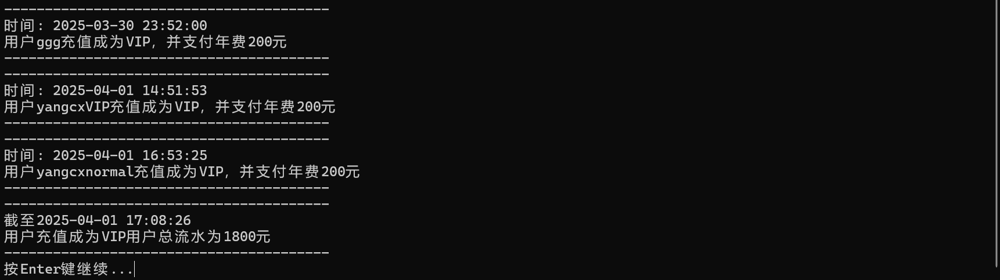 ----------------------------------------
时间: 2025-03-30 23:52:00
用户ggg充值成为VIP, 并支付年费200元
----------------------------------------
----------------------------------------
时间: 2025-04-01 14:51:53
用户yangcxVIP充值成为VIP, 并支付年费200元
----------------------------------------
----------------------------------------
时间: 2025-04-01 16:53:25
用户yangcxnormal充值成为VIP, 并支付年费200元
----------------------------------------
----------------------------------------
截至2025-04-01 17:08:26
用户充值成为VIP用户总流水为1800元
----------------------------------------
按Enter键继续...